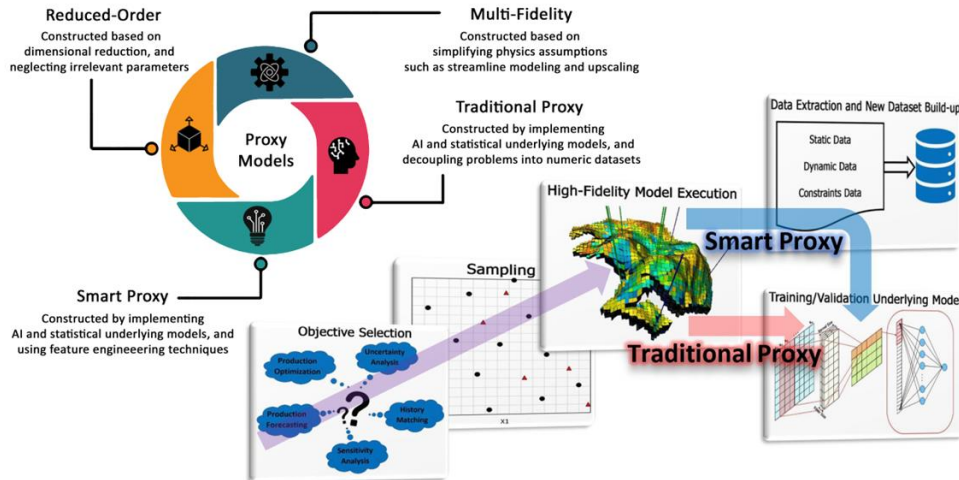 Reduced-Order
Constructed based on
dimensional reduction, and
neglecting irrelevant parameters
Multi-Fidelity
Constructed based on
simplifying physics assumptions
such as streamline modeling and upscaling
Traditional Proxy
Constructed by implementing
AI and statistical underlying models, and
decoupling problems into numeric datasets
Proxy
Models
Smart Proxy
Constructed by implementing
AI and statistical underlying models, and
using feature engineeering techniques
Objective Selection
Production
Optimization
Uncertainty
Analysis
Production
Forecasting
??
History
Matching
Sensitivity
Analysis
Sampling
X1
High-Fidelity Model Execution
Smart Proxy
Traditional Proxy
Data Extraction and New Dataset Build-up
Static Data
Dynamic Data
Constraints Data
Training/Validation Underlying Model